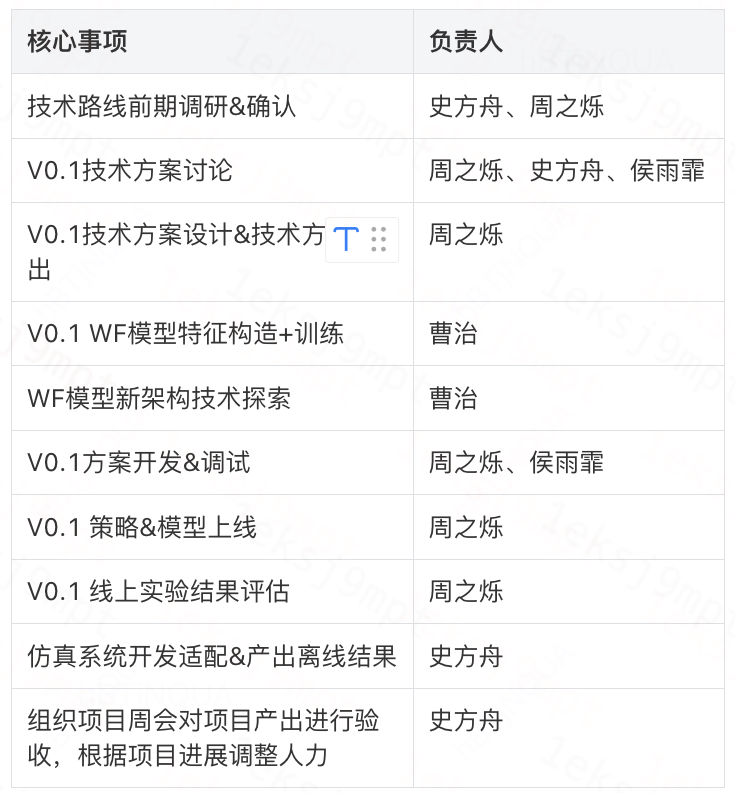 核心事项
负责人
技术路线前期调研&确认
史方舟、周之烁
V0.1技术方案讨论
周之烁、史方舟、侯雨霏
V0.1技术方案设计&技术方
出
周之烁
V0.1 WF模型特征构造+训练
曹治
WF模型新架构技术探索
曹治
V0.1方案开发&调试
周之烁、侯雨霏
V0.1 策略&模型上线
周之烁
V0.1 线上实验结果评估
周之烁
仿真系统开发适配&产出离线结果
史方舟
组织项目周会对项目产出进行验
收，根据项目进展调整人力
史方舟